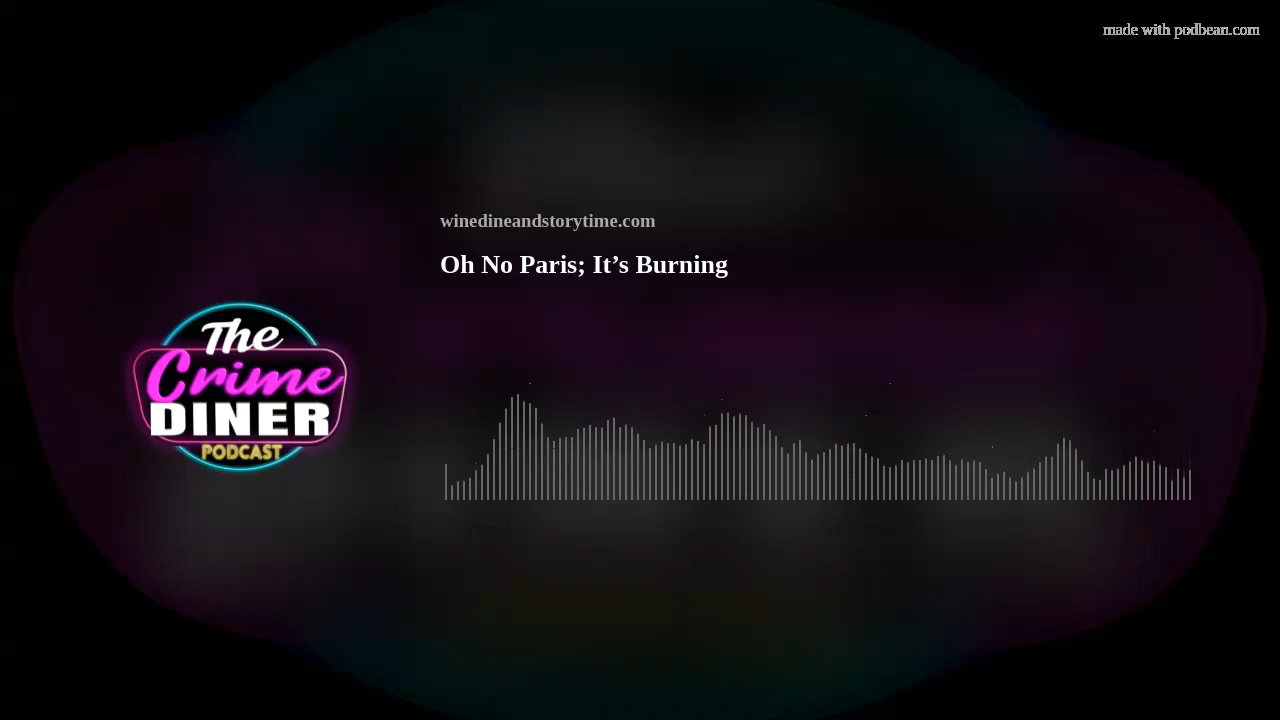 made with podbean.com
winedineandstorytime.com
Oh No Paris; It’s Burning
The
Crime
DINER
PODCAST